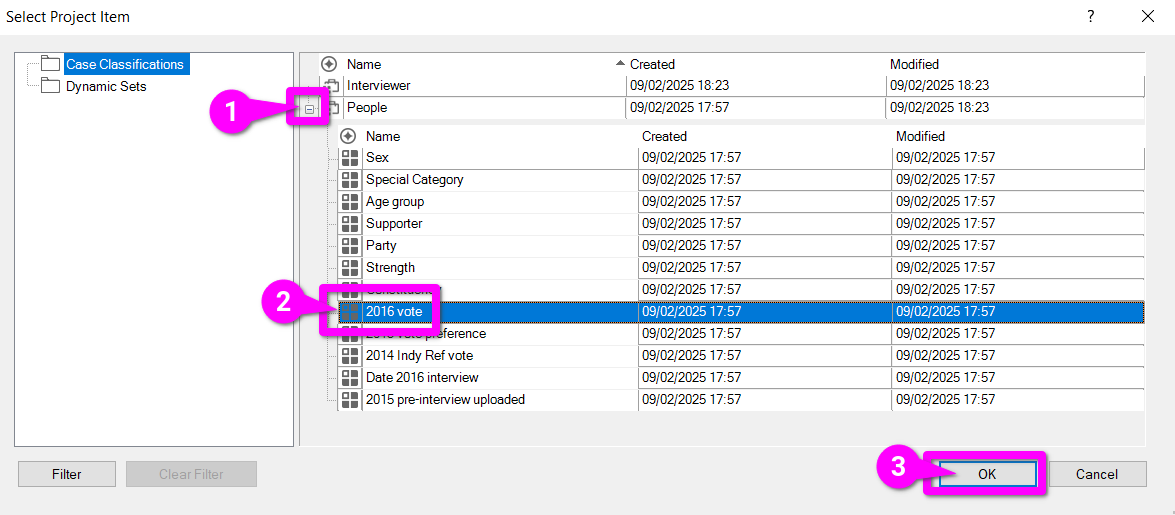 Select Project Item ?
Case Classifications
Dynamic Sets
Name Created Modified
Interviewer 09/02/2025 18:23 09/02/2025 18:23
1
People 09/02/2025 17:57 09/02/2025 18:23
Name Created Modified
Sex 09/02/2025 17:57 09/02/2025 17:57
Special Category 09/02/2025 17:57 09/02/2025 17:57
Age group 09/02/2025 17:57 09/02/2025 17:57
Supporter 09/02/2025 17:57 09/02/2025 17:57
Party 09/02/2025 17:57 09/02/2025 17:57
Strength 09/02/2025 17:57 09/02/2025 17:57
09/02/2025 17:57 09/02/2025 17:57
2
2016 vote 09/02/2025 17:57 09/02/2025 17:57
preference 09/02/2025 17:57 09/02/2025 17:57
2014 Indy Ref vote 09/02/2025 17:57 09/02/2025 17:57
Date 2016 interview 09/02/2025 17:57 09/02/2025 17:57
2015 pre-interview uploaded 09/02/2025 17:57 09/02/2025 17:57
Filter Clear Filter 3 OK Cancel